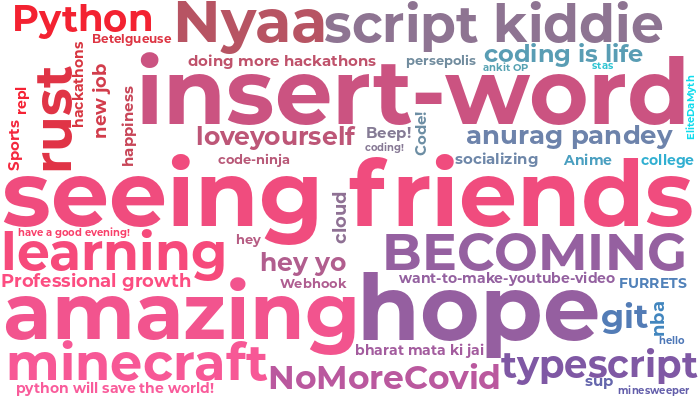 Python
Nyaa
script kiddie
Betelgueuse
coding is life
doing more hackathons
persepolis
ankit OP
stas
hackathons
new job
rust
repl
Sports
happiness
insert-word
EliteDaMyth
loveyourself
Beep!
coding!
Code!
anurag pandey
code-ninja
socializing
Anime
college
seeing friends
have a good evening!
learning
hey
cloud
BECOMING
hey yo
Professional growth
Webhook
want-to-make-youtube-video
FURRETS
amazing
hope
git
nba
hello
minecraft
bharat mata ki jai
typescript
NoMoreCovid
sup
python will save the world!
minesweeper